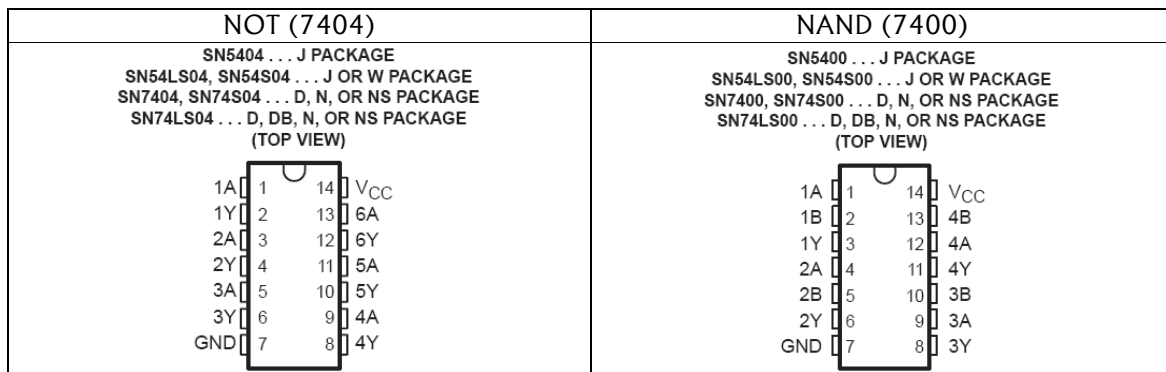 NOT (7404)
SN5404 . . . J PACKAGE
SN54LS04, SN54S04 . . . J OR W PACKAGE
SN7404, SN74S04 . . . D, N, OR NS PACKAGE
SN74LS04 . . . D, DB, N, OR NS PACKAGE
(TOP VIEW)
1A 1 14 VCC
1Y 2 13 6A
2A 3 12 6Y
2Y 4 11 5A
3A 5 10 5Y
3Y 6 9 4A
GND 7 8 4Y
NAND (7400)
SN5400 . . . J PACKAGE
SN54LS00, SN54S00 . . . J OR W PACKAGE
SN7400, SN74S00 . . . D, N, OR NS PACKAGE
SN74LS00 . . . D, DB, N, OR NS PACKAGE
(TOP VIEW)
1A 1 14 VCC
1B 2 13 4B
1Y 3 12 4A
2A 4 11 4Y
2B 5 10 3B
2Y 6 9 3A
GND 7 8 3Y